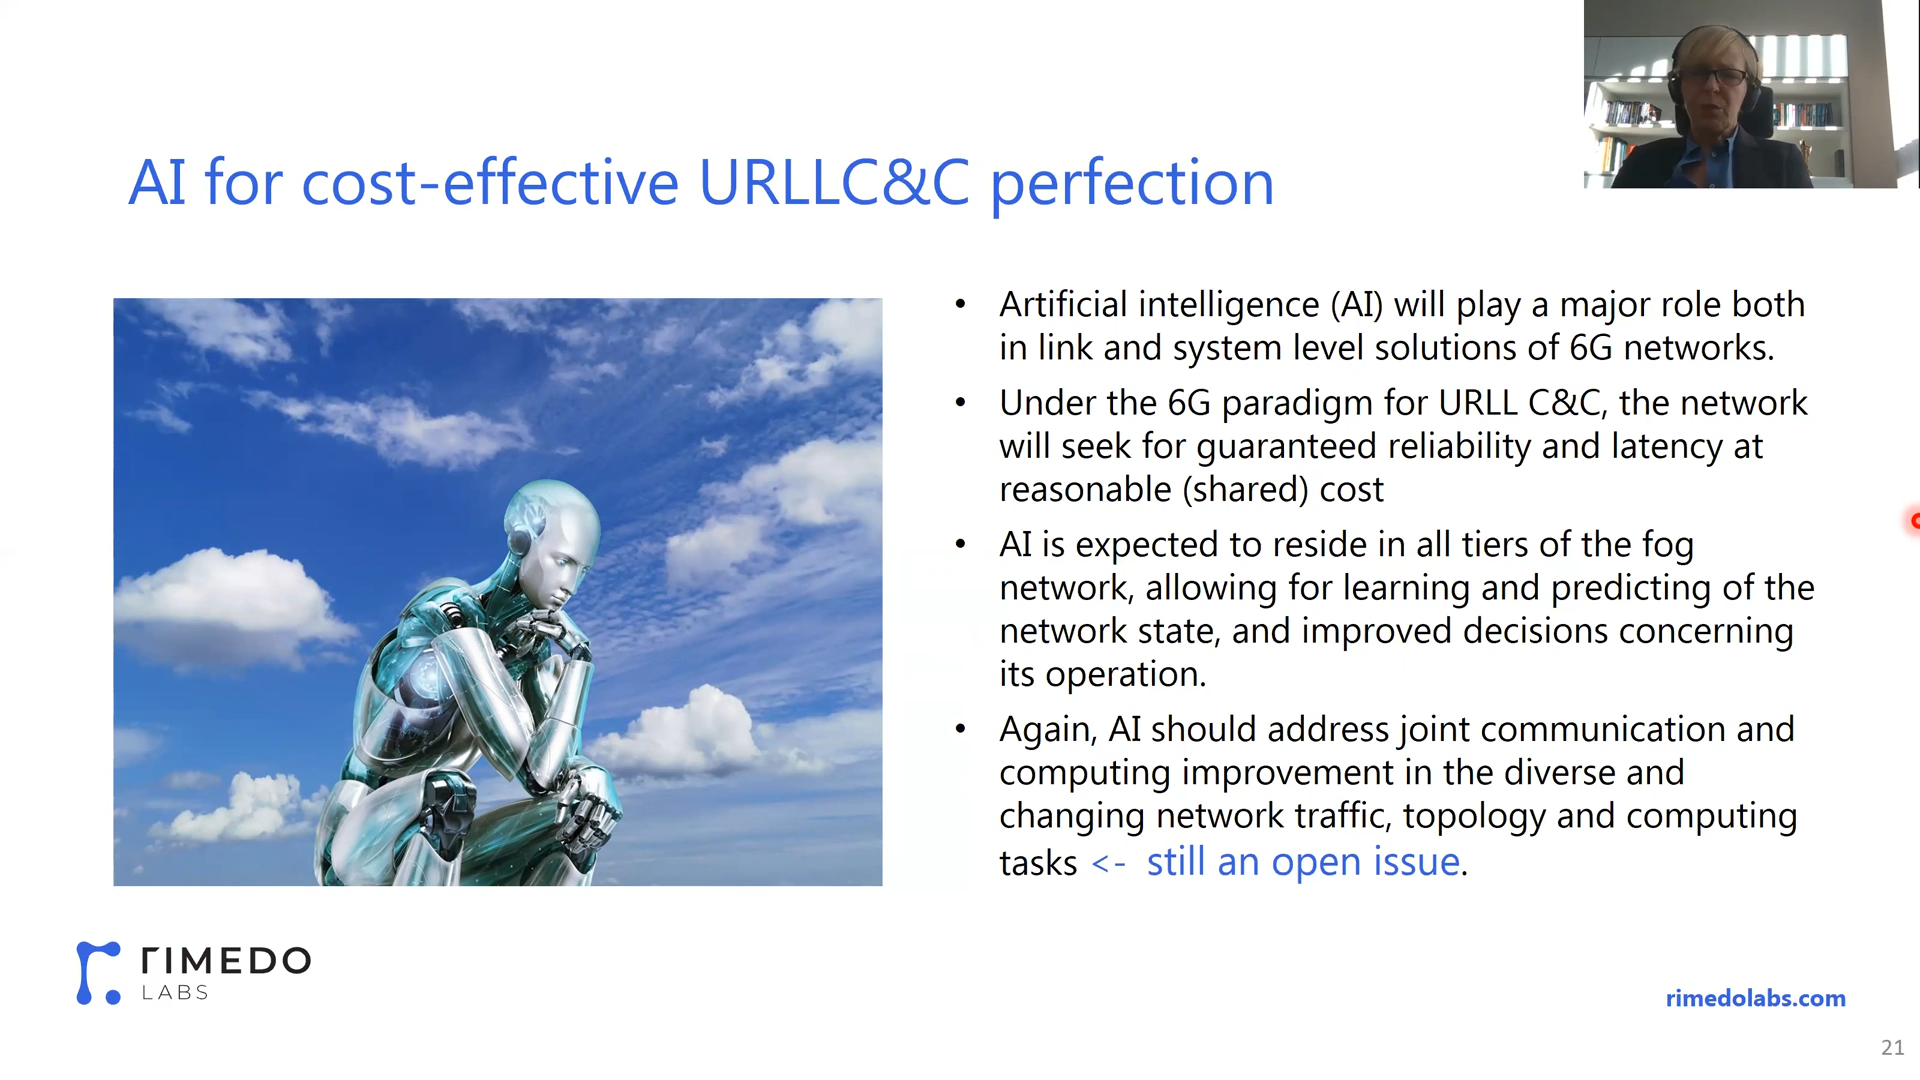 AI for cost-effective URLLC&C perfection
• Artificial intelligence (AI) will play a major role both
in link and system level solutions of 6G networks.
• Under the 6G paradigm for URLL C&C, the network
will seek for guaranteed reliability and latency at
reasonable (shared) cost
• AI is expected to reside in all tiers of the fog
network, allowing for learning and predicting of the
network state, and improved decisions concerning
its operation.
• Again, AI should address joint communication and
computing improvement in the diverse and
changing network traffic, topology and computing
tasks <- still an open issue.
rIMEDO
LABS
rimedolabs.com
21